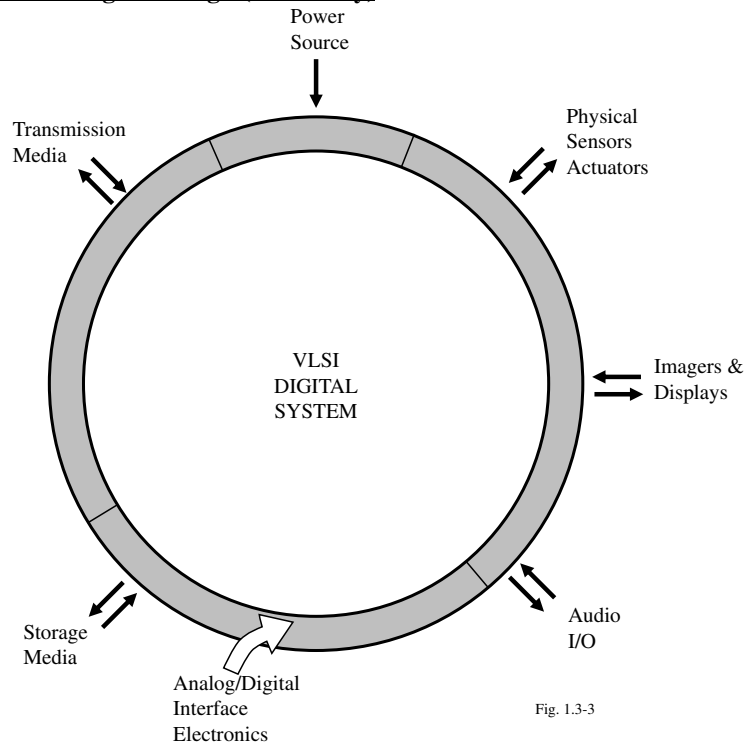 Power
Source
Transmission
Media
Physical
Sensors
Actuators
VLSI
DIGITAL
SYSTEM
Imagers &
Displays
Storage
Media
Audio
I/O
Analog/Digital
Interface
Electronics
Fig. 1.3-3